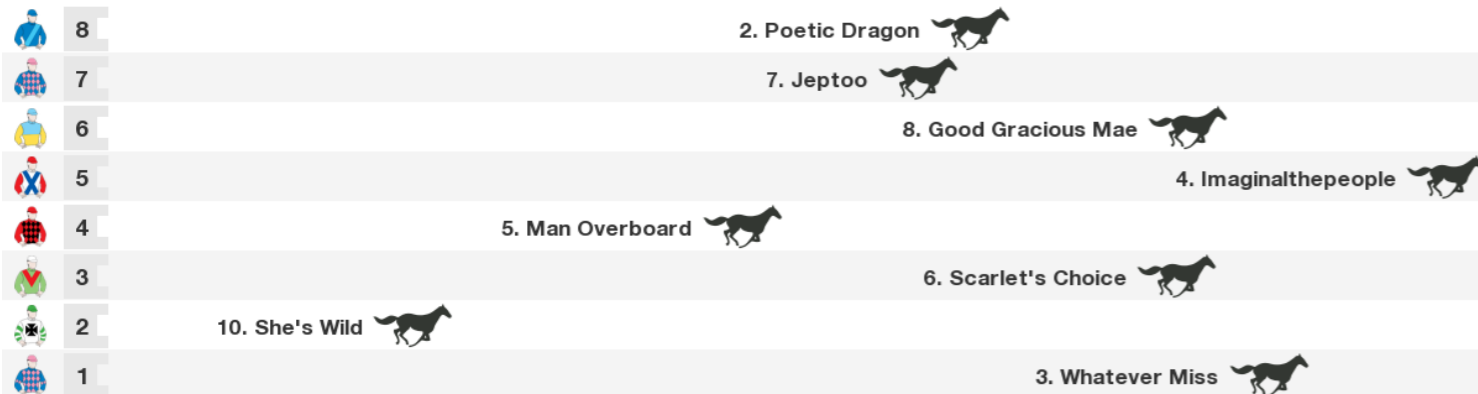 8 2. Poetic Dragon
7 7. Jeptoo
6 8. Good Gracious Mae
5 4. Imaginalthepeople
4 5. Man Overboard
3 6. Scarlet's Choice
2 10. She's Wild
1 3. Whatever Miss